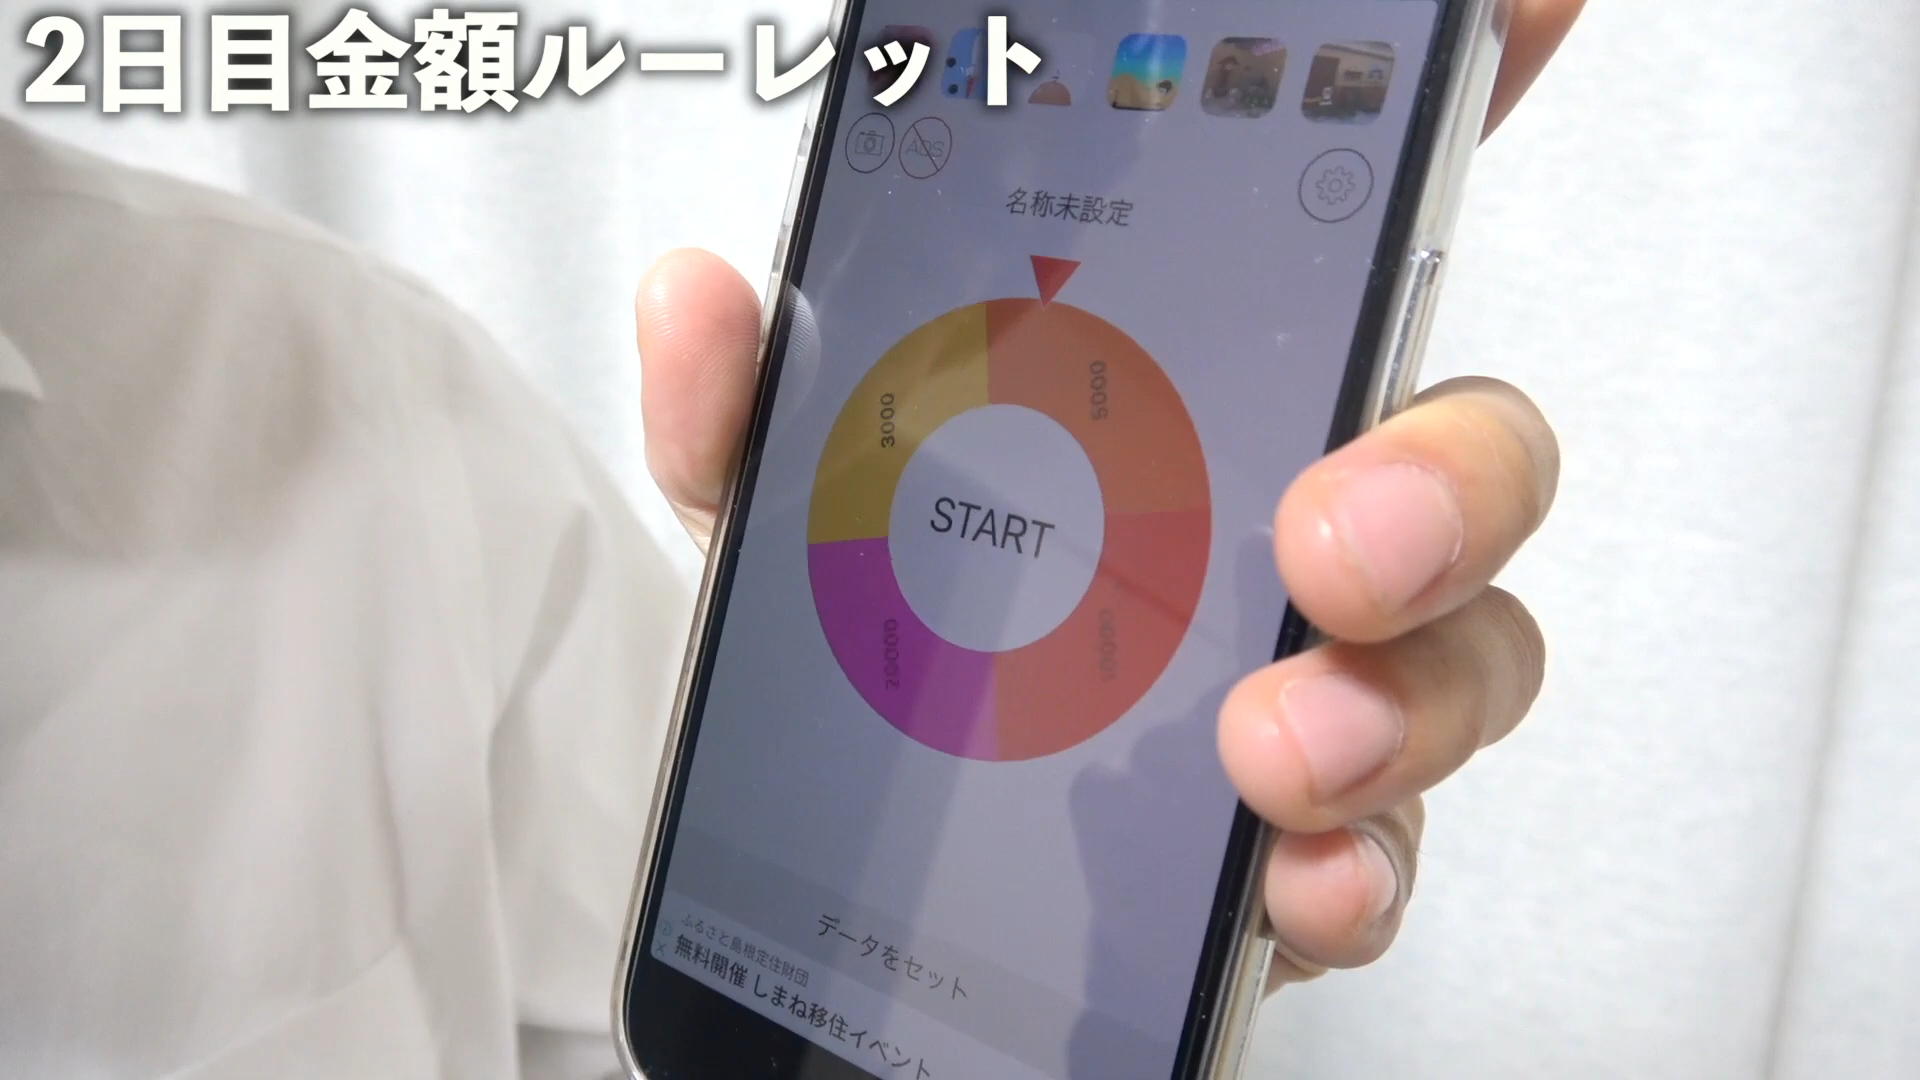 2日目金額ルーレット
ADS
名称未設定
5000
3000
START
データをセット
ふるさと島根定住財団
無料開催 しまね移住イベント